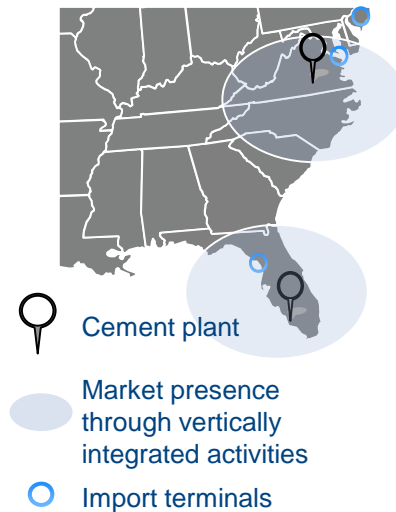 Cement plant
Market presence
through vertically
integrated activities
Import terminals